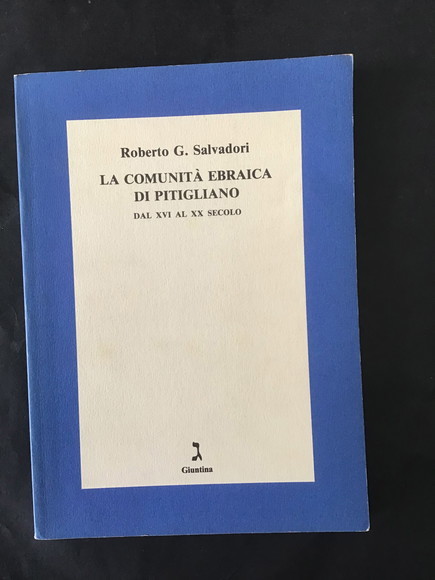 Roberto G. Salvadori
LA COMUNITÀ EBRAICA
DI PITIGLIANO
DAL XVI AL XX SECOLO
ג
Giuntina